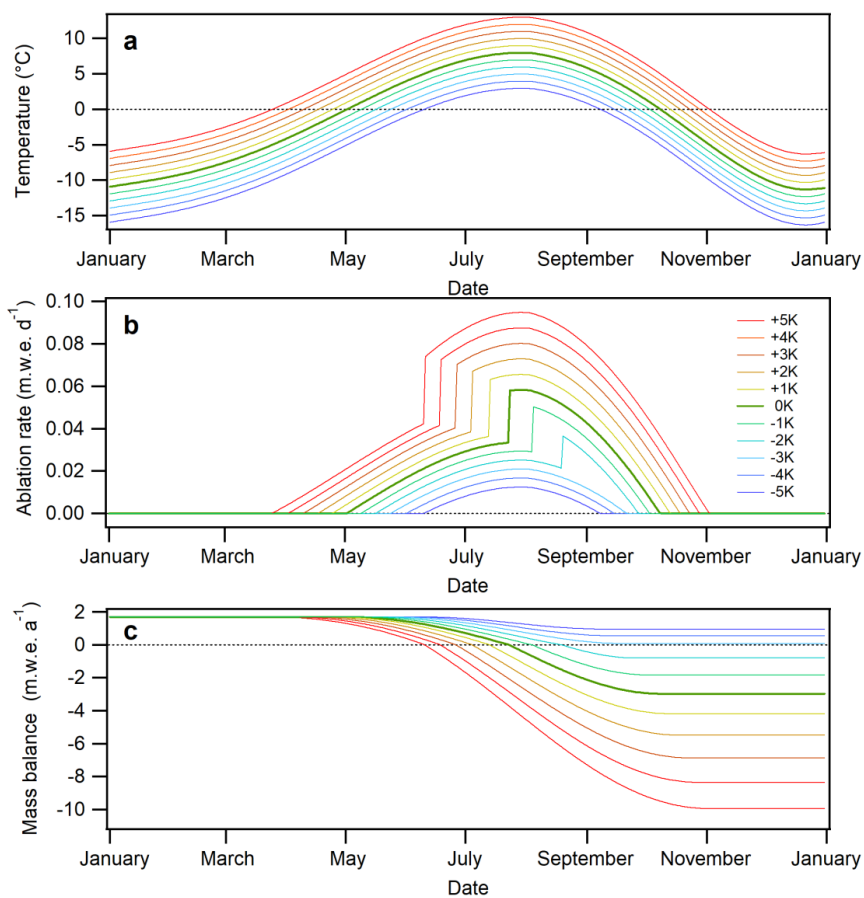 a
Temperature (°C)
10
5
0
-5
-10
-15
January March May July September November January
Date
b
Ablation rate (m.w.e. d-1)
0.10
0.08
0.06
0.04
0.02
0.00
+5K
+4K
+3K
+2K
+1K
0K
-1K
-2K
-3K
-4K
-5K
January March May July September November January
Date
c
Mass balance (m.w.e. a-1)
2
0
-2
-4
-6
-8
-10
January March May July September November January
Date